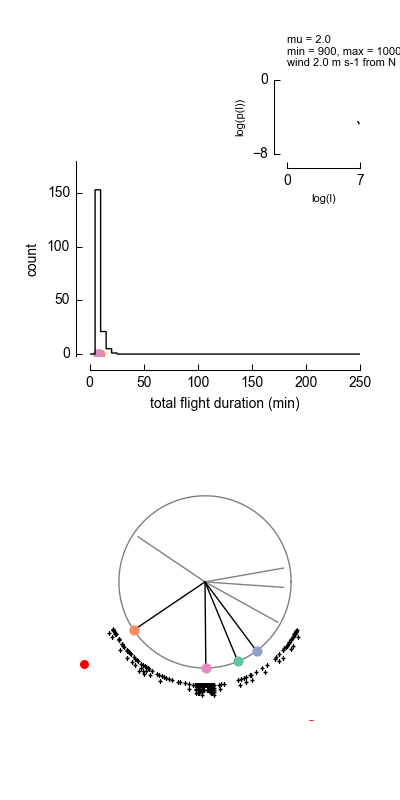 mu = 2.0
min = 900, max = 1000
wind 2.0 m s-1 from N
0
−8
log(p(l))
0 7
log(l)
150
100
50
0
count
0 50 100 150 200 250
total flight duration (min)